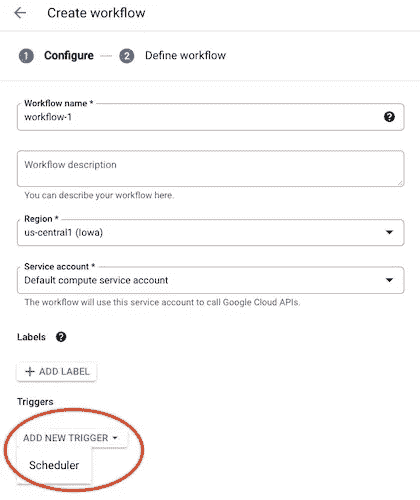 Create workflow
1 Configure 2 Define workflow
Workflow name *
workflow-1
Workflow description
You can describe your workflow here.
Region *
us-central1 (Iowa)
Service account *
Default compute service account
The workflow will use this service account to call Google Cloud APIs.
Labels
+ ADD LABEL
Triggers
ADD NEW TRIGGER
Scheduler